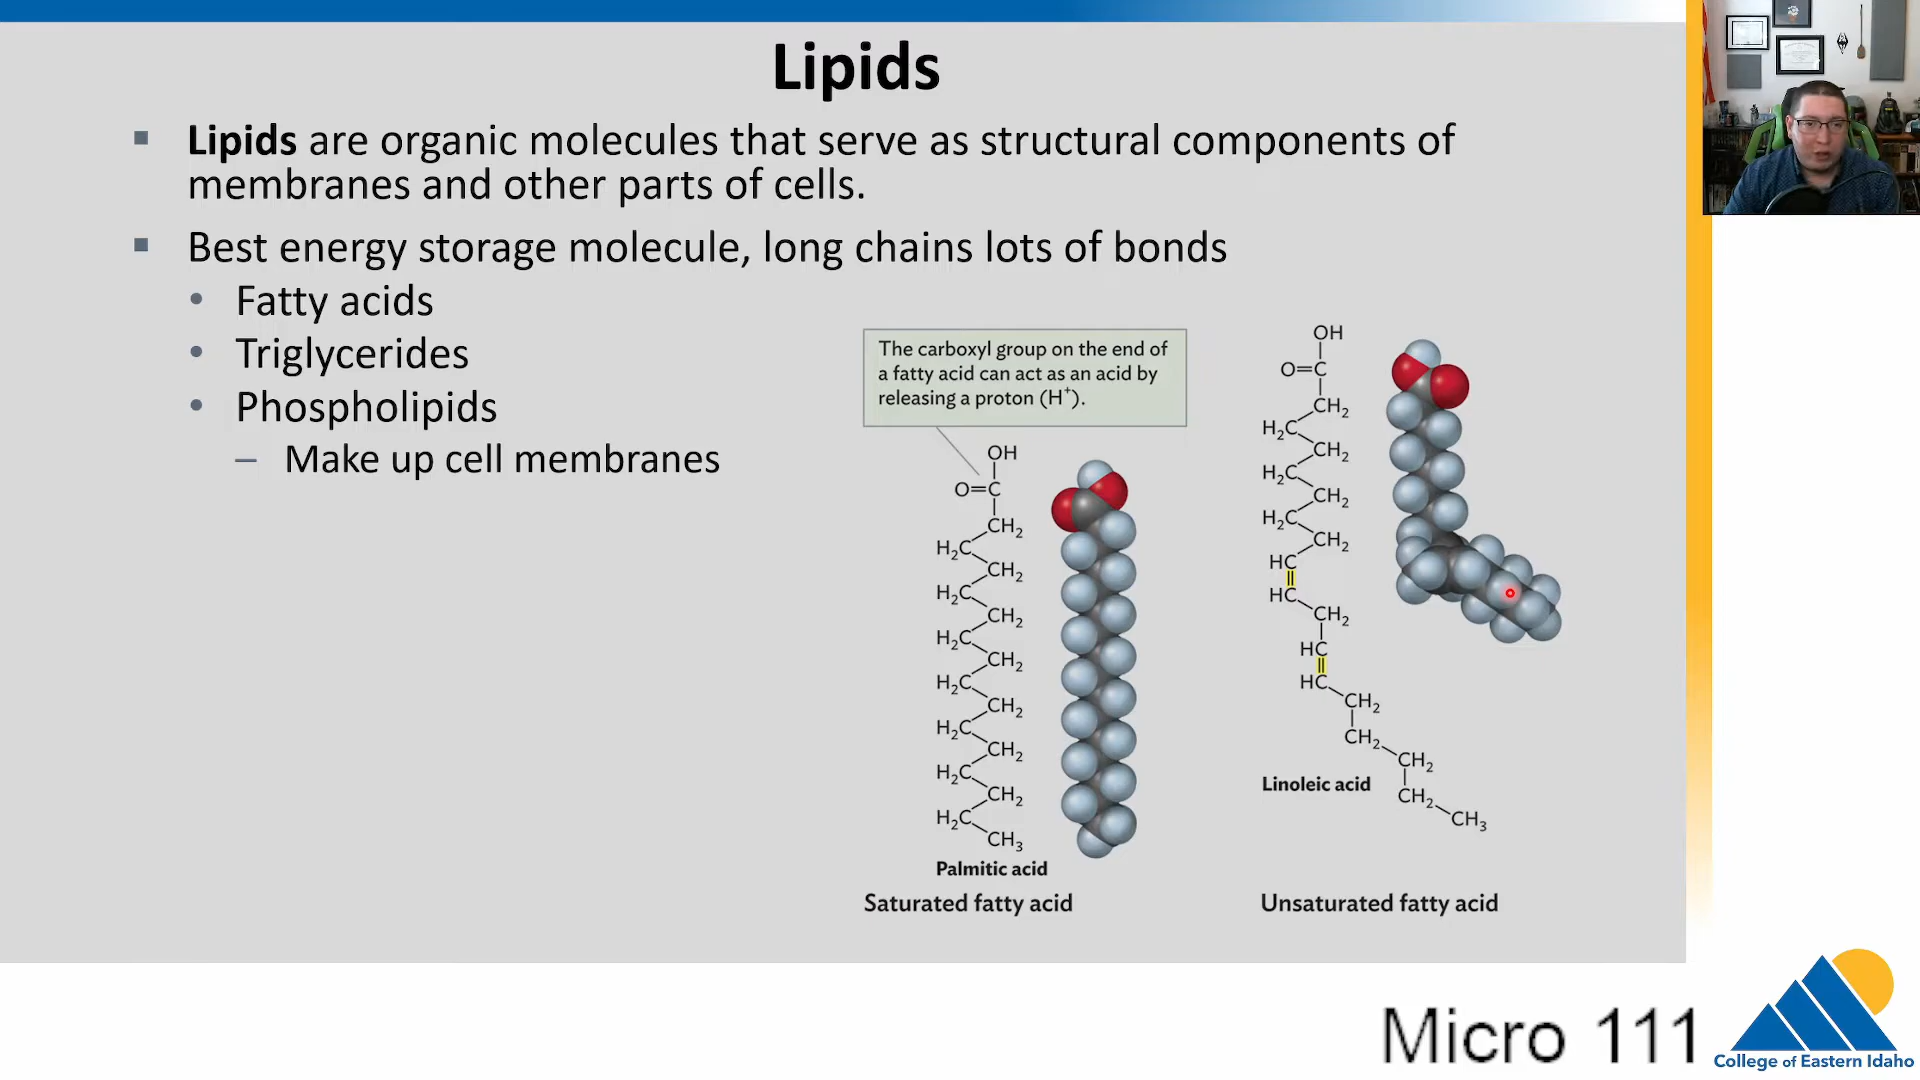 Lipids
Lipids are organic molecules that serve as structural components of
membranes and other parts of cells.
Best energy storage molecule, long chains lots of bonds
Fatty acids
Triglycerides
Phospholipids
Make up cell membranes
The carboxyl group on the end of
a fatty acid can act as an acid by
releasing a proton (H⁺).
OH
O=C
CH₂
H₂C
CH₂
H₂C
CH₂
H₂C
CH₂
H₂C
CH₂
H₂C
CH₂
H₂C
CH₂
H₂C
CH₃
Palmitic acid
Saturated fatty acid
OH
O=C
CH₂
H₂C
CH₂
H₂C
CH₂
H₂C
CH₂
HC
HC
CH₂
HC
HC
CH₂
CH₂
CH₂
CH₂
CH₃
Linoleic acid
Unsaturated fatty acid
Micro 111
College of Eastern Idaho